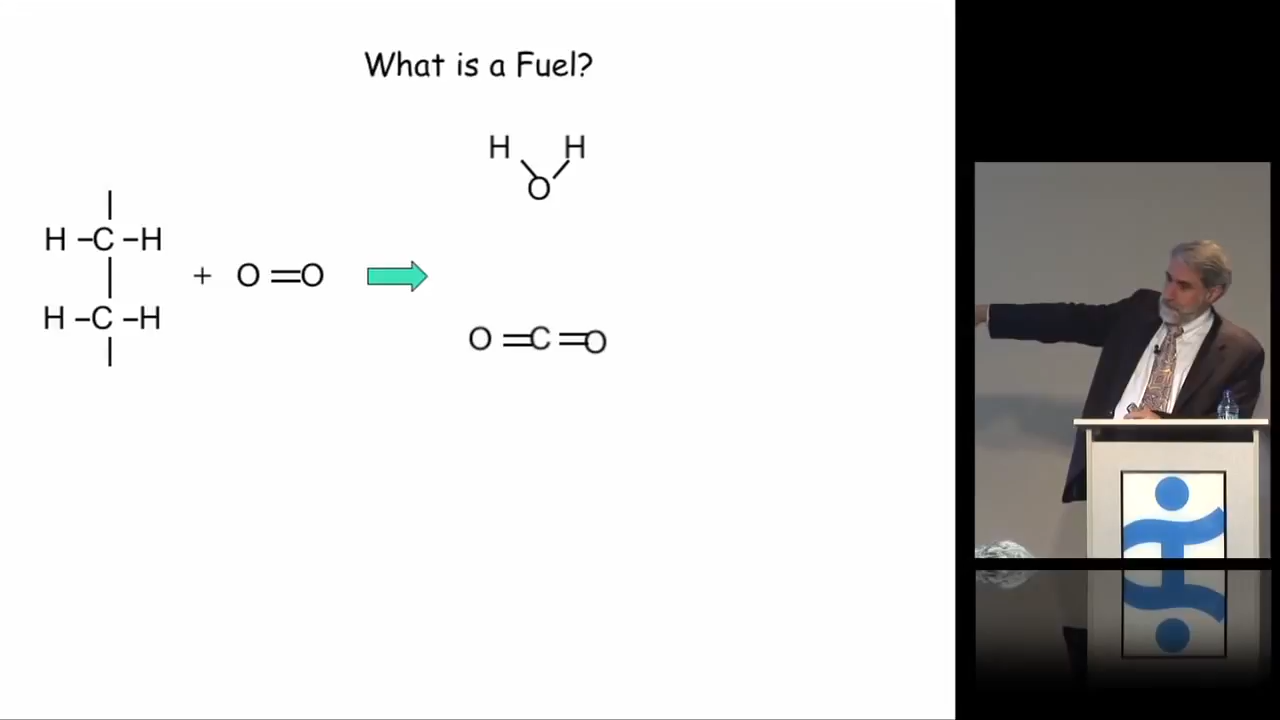 What is a Fuel?
H H
O
H –C –H
+ O =O
H –C –H
O =C =O